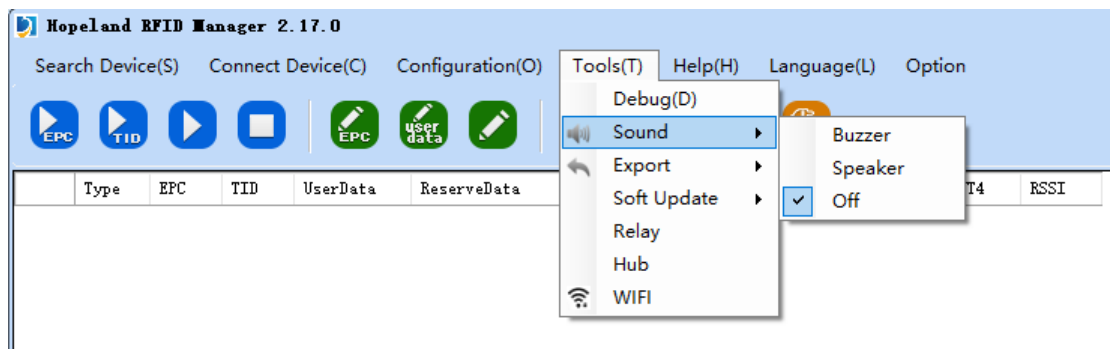 Hopeland RFID Manager 2.17.0
Search Device(S) Connect Device(C) Configuration(O) Tools(T) Help(H) Language(L) Option
EPC TID EPC user data
Debug(D)
Sound
Export
Soft Update
Relay
Hub
WIFI
Buzzer
Speaker
Off
Type EPC TID UserData ReserveData T4 RSSI